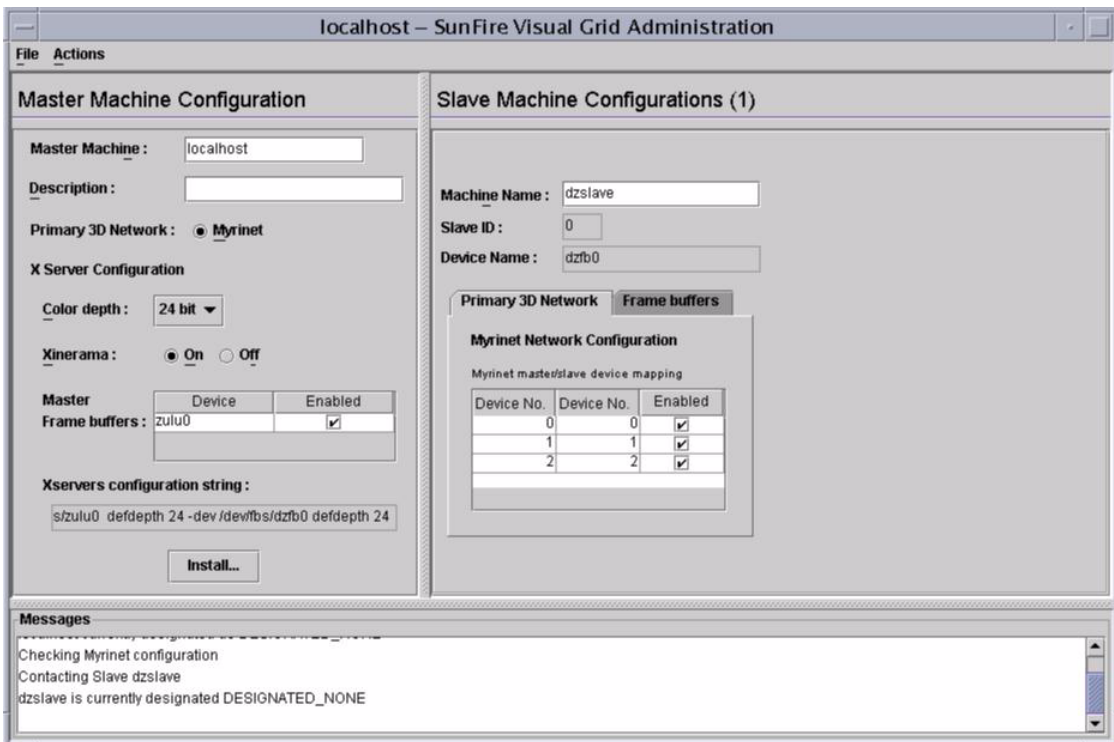 localhost – SunFire Visual Grid Administration
File Actions
Master Machine Configuration
Master Machine : localhost
Description :
Primary 3D Network : Myrinet
X Server Configuration
Color depth : 24 bit
Xinerama : On Off
Master
Frame buffers :
Device Enabled
zulu0
Xservers configuration string :
s/zulu0 defdepth 24 -dev /dev/fbs/dzfb0 defdepth 24
Install...
Slave Machine Configurations (1)
Machine Name : dzslave
Slave ID : 0
Device Name : dzfb0
Primary 3D Network Frame buffers
Myrinet Network Configuration
Myrinet master/slave device mapping
Device No. Device No. Enabled
0 0
1 1
2 2
Messages
Checking Myrinet configuration
Contacting Slave dzslave
dzslave is currently designated DESIGNATED_NONE